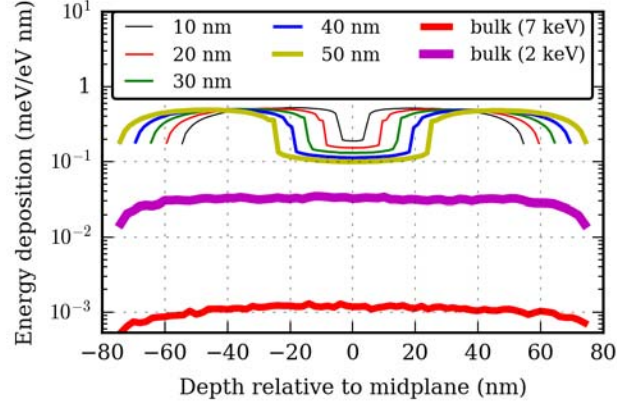 10 nm
20 nm
30 nm
40 nm
50 nm
bulk (7 keV)
bulk (2 keV)
Energy deposition (meV/eV nm)
10¹
1
10⁻¹
10⁻²
10⁻³
−80 −60 −40 −20 0 20 40 60 80
Depth relative to midplane (nm)